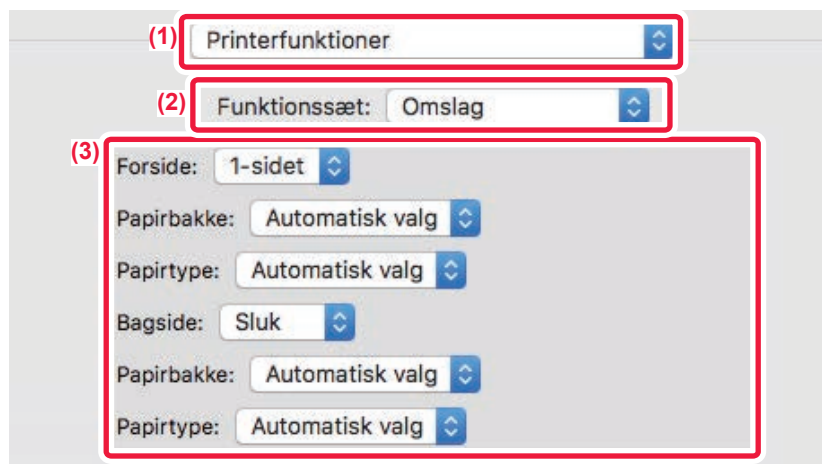 (1) Printerfunktioner
(2) Funktionssæt: Omslag
(3)
Forside: 1-sidet
Papirbakke: Automatisk valg
Papirtype: Automatisk valg
Bagside: Sluk
Papirbakke: Automatisk valg
Papirtype: Automatisk valg